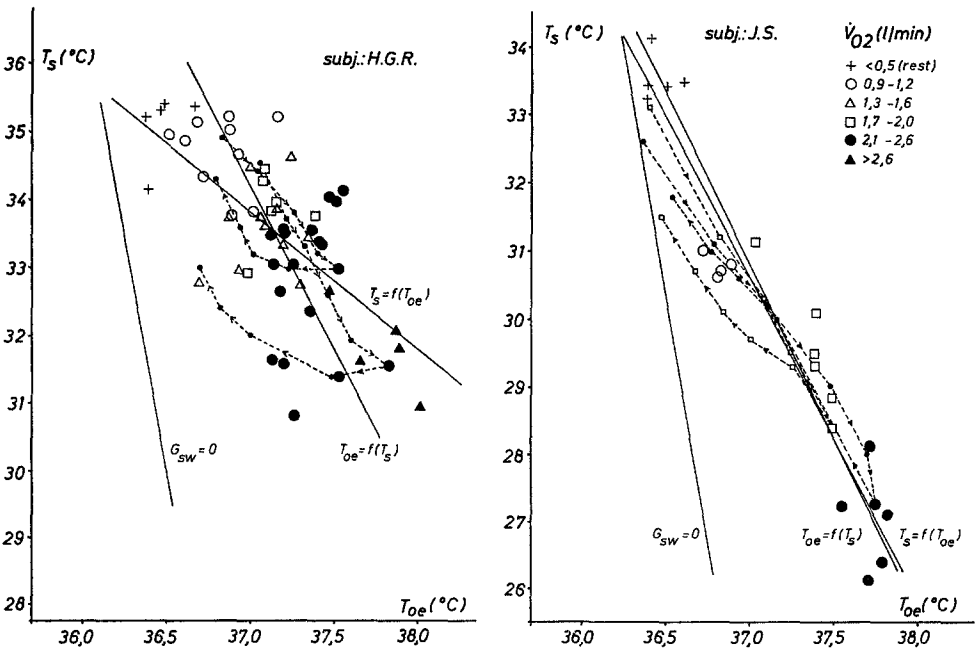 T_s (°C)
subj.: H.G.R.
36
35
34
33
32
31
30
29
28
T_s = f(T_oe)
T_oe = f(T_s)
G_sw = 0
T_oe (°C)
36,0
36,5
37,0
37,5
38,0
T_s (°C)
subj.: J.S.
V̇_O2 (l/min)
+ <0,5 (rest)
○ 0,9 - 1,2
△ 1,3 - 1,6
□ 1,7 - 2,0
● 2,1 - 2,6
▲ >2,6
34
33
32
31
30
29
28
27
26
G_sw = 0
T_oe = f(T_s)
T_s = f(T_oe)
T_oe (°C)
36,0
36,5
37,0
37,5
38,0